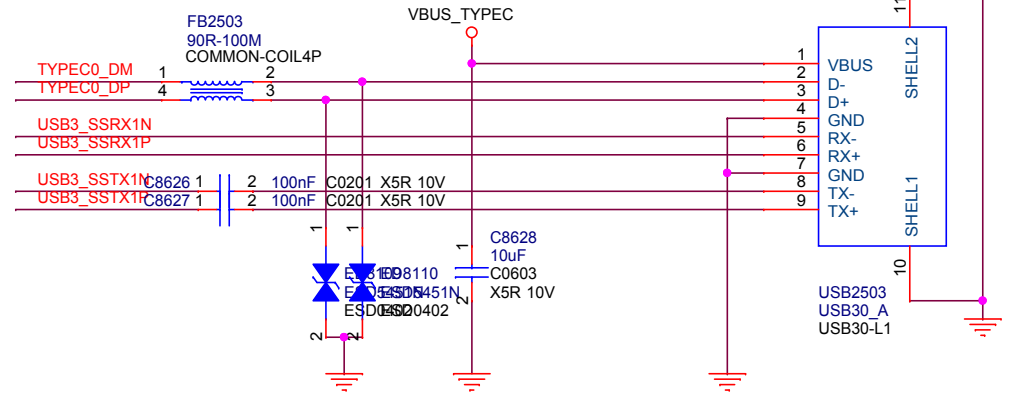 FB2503
90R-100M
COMMON-COIL4P
VBUS_TYPEC
11
TYPEC0_DM 1 2
TYPEC0_DP 4 3
USB3_SSRX1N
USB3_SSRX1P
USB3_SSTX1N C8626 1 2 100nF C0201 X5R 10V
C8627 1 2 100nF C0201 X5R 10V
1 VBUS
2 D-
3 D+
4 GND
5 RX-
6 RX+
7 GND
8 TX-
9 TX+
SHELL2
SHELL1
10
1 1
ESD0402
2 2
1
C8628
10uF
C0603
X5R 10V
2
USB2503
USB30_A
USB30-L1